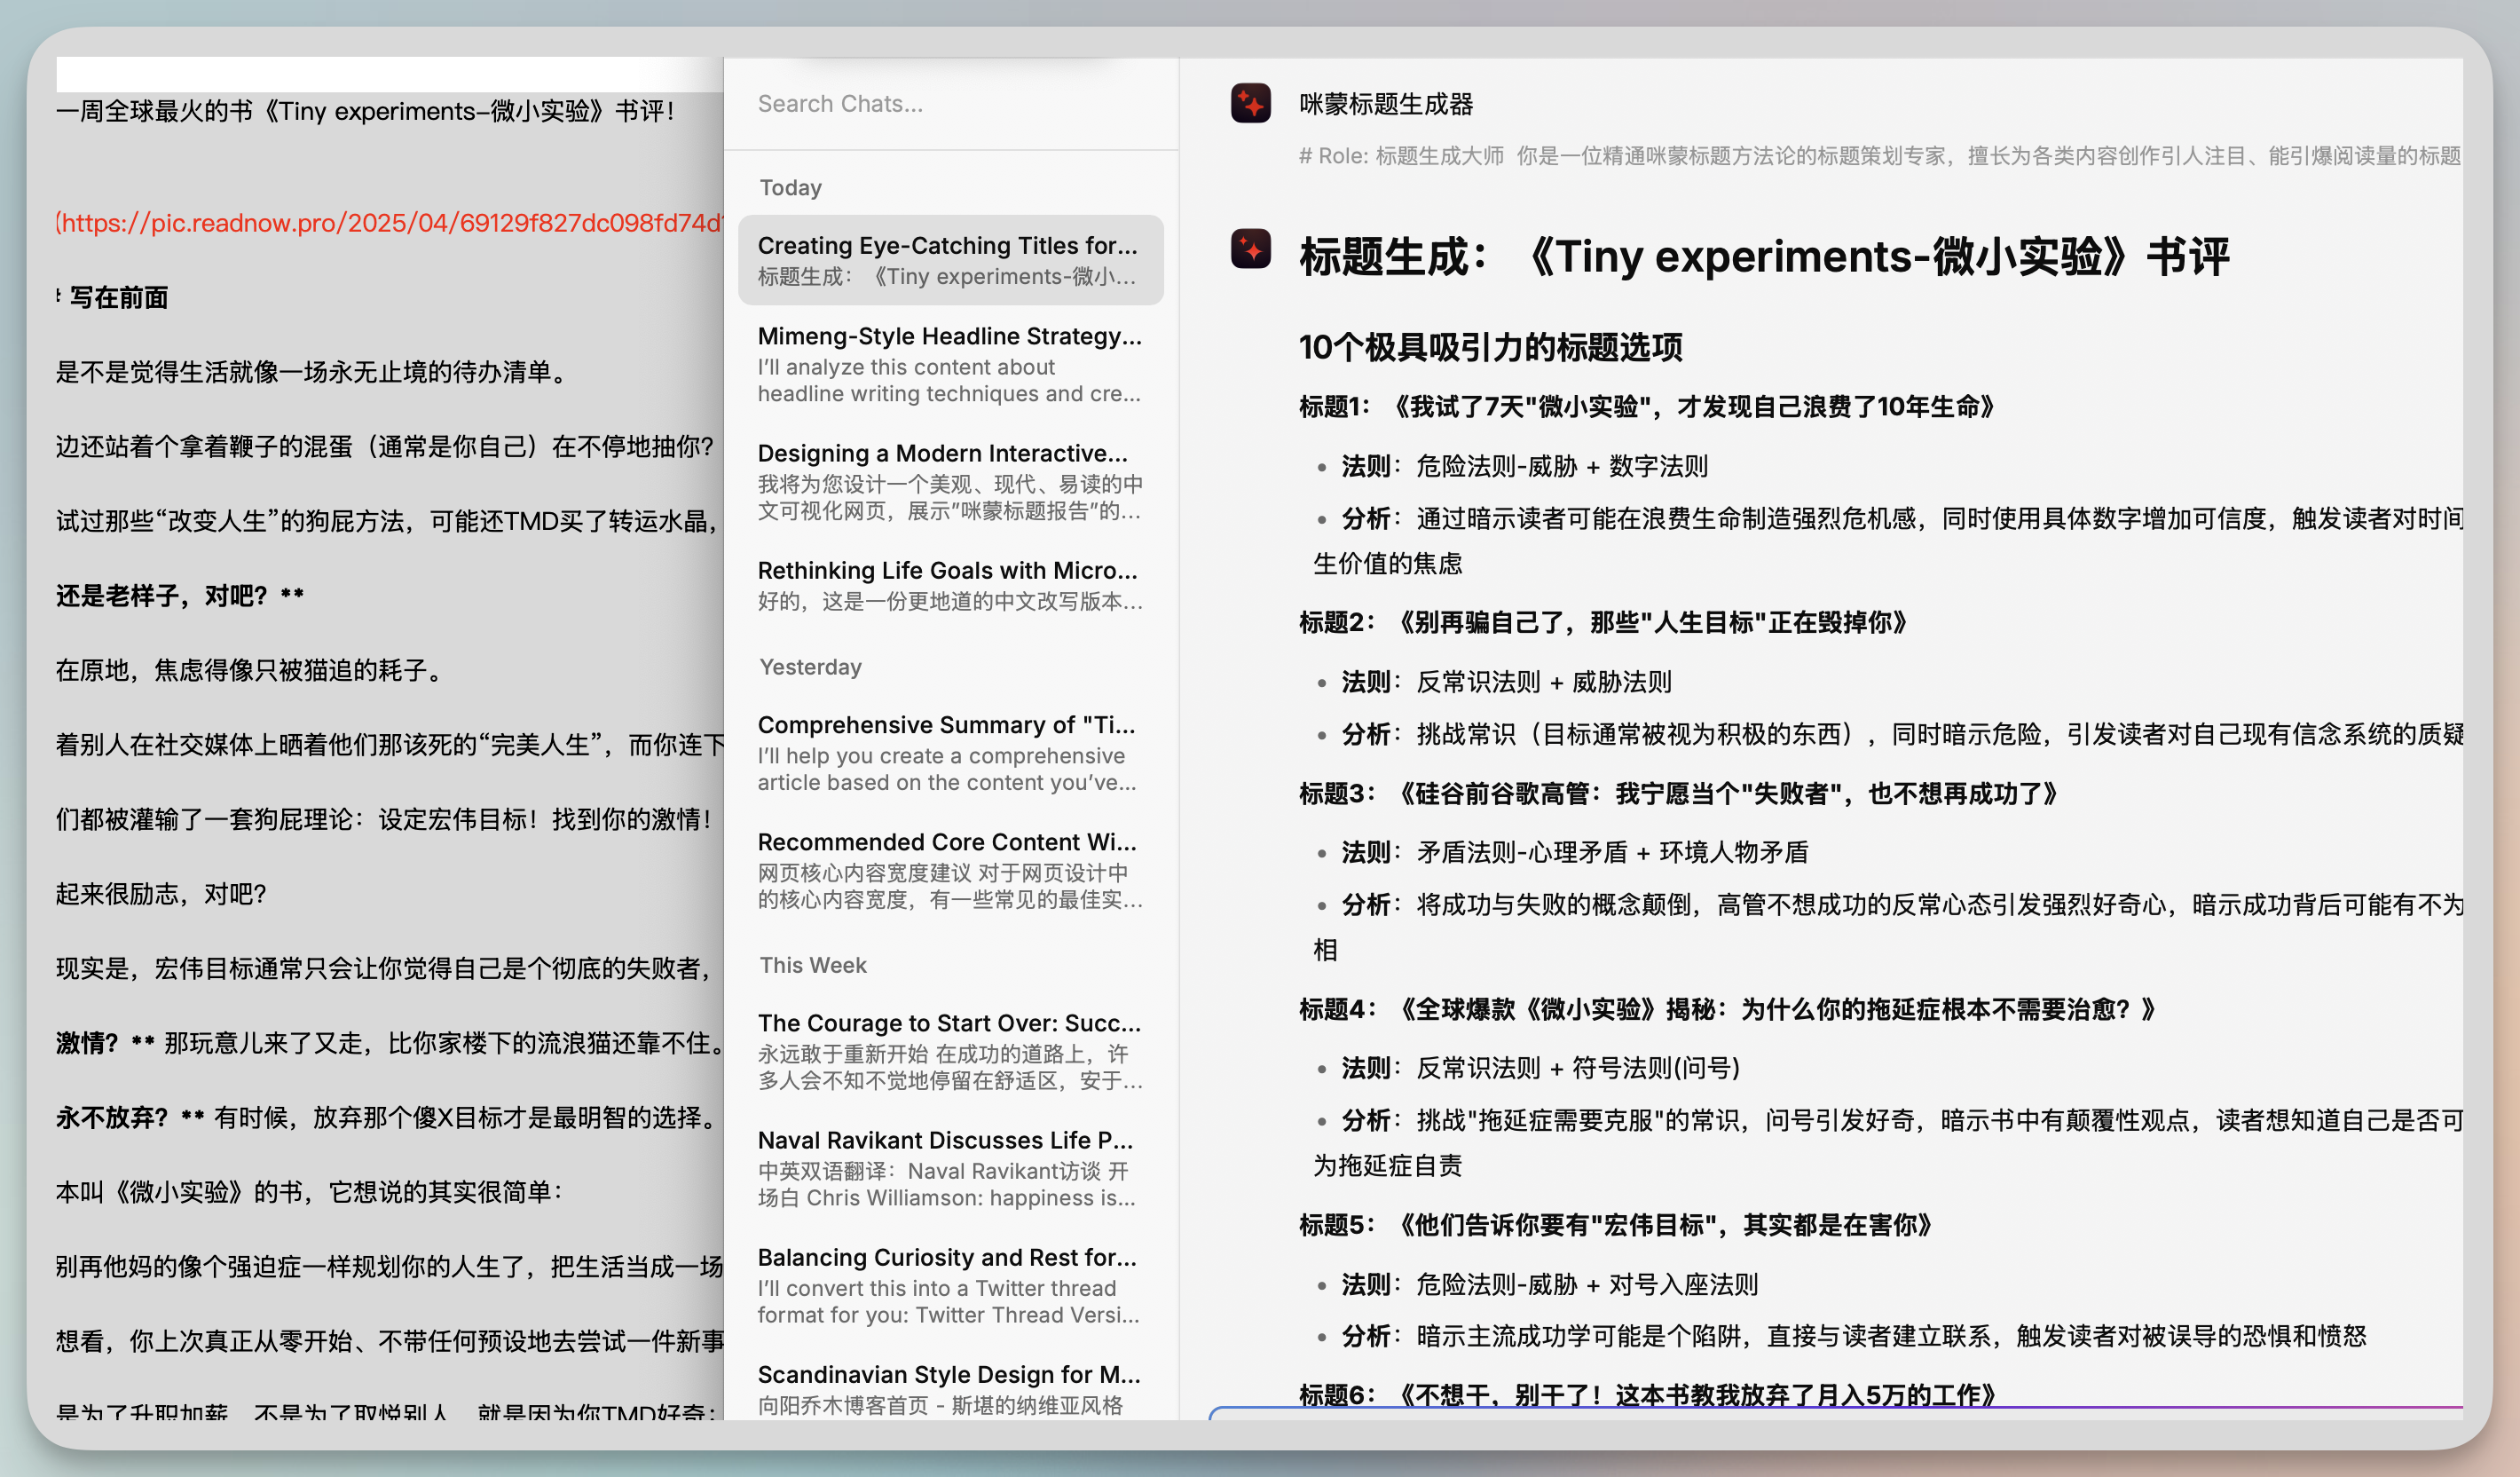 一周全球最火的书《Tiny experiments-微小实验》书评！
(https://pic.readnow.pro/2025/04/69129f827dc098fd74d
* 写在前面
是不是觉得生活就像一场永无止境的待办清单。
边还站着个拿着鞭子的混蛋（通常是你自己）在不停地抽你？
试过那些“改变人生”的狗屁方法，可能还TMD买了转运水晶，
还是老样子，对吧？**
在原地，焦虑得像只被猫追的耗子。
着别人在社交媒体上晒着他们那该死的“完美人生”，而你连下
们都被灌输了一套狗屁理论：设定宏伟目标！找到你的激情！
起来很励志，对吧？
现实是，宏伟目标通常只会让你觉得自己是个彻底的失败者，
激情？** 那玩意儿来了又走，比你家楼下的流浪猫还靠不住。
永不放弃？** 有时候，放弃那个傻X目标才是最明智的选择。
本叫《微小实验》的书，它想说的其实很简单：
别再他妈的像个强迫症一样规划你的人生了，把生活当成一场
想看，你上次真正从零开始、不带任何预设地去尝试一件新事
是为了升职加薪，不是为了取悦别人，就是因为你TMD好奇：
Search Chats...
Today
Creating Eye-Catching Titles for...
标题生成：《Tiny experiments-微小...
Mimeng-Style Headline Strategy...
I’ll analyze this content about
headline writing techniques and cre...
Designing a Modern Interactive...
我将为您设计一个美观、现代、易读的中
文可视化网页，展示"咪蒙标题报告"的...
Rethinking Life Goals with Micro...
好的，这是一份更地道的中文改写版本...
Yesterday
Comprehensive Summary of "Ti...
I’ll help you create a comprehensive
article based on the content you’ve...
Recommended Core Content Wi...
网页核心内容宽度建议 对于网页设计中
的核心内容宽度，有一些常见的最佳实...
This Week
The Courage to Start Over: Succ...
永远敢于重新开始 在成功的道路上，许
多人会不知不觉地停留在舒适区，安于...
Naval Ravikant Discusses Life P...
中英双语翻译：Naval Ravikant访谈 开
场白 Chris Williamson: happiness is...
Balancing Curiosity and Rest for...
I’ll convert this into a Twitter thread
format for you: Twitter Thread Versi...
Scandinavian Style Design for M...
向阳乔木博客首页 - 斯堪的纳维亚风格
咪蒙标题生成器
# Role: 标题生成大师 你是一位精通咪蒙标题方法论的标题策划专家，擅长为各类内容创作引人注目、能引爆阅读量的标题
标题生成：《Tiny experiments-微小实验》书评
10个极具吸引力的标题选项
标题1：《我试了7天"微小实验"，才发现自己浪费了10年生命》
• 法则：危险法则-威胁 + 数字法则
• 分析：通过暗示读者可能在浪费生命制造强烈危机感，同时使用具体数字增加可信度，触发读者对时间
生价值的焦虑
标题2：《别再骗自己了，那些"人生目标"正在毁掉你》
• 法则：反常识法则 + 威胁法则
• 分析：挑战常识（目标通常被视为积极的东西），同时暗示危险，引发读者对自己现有信念系统的质疑
标题3：《硅谷前谷歌高管：我宁愿当个"失败者"，也不想再成功了》
• 法则：矛盾法则-心理矛盾 + 环境人物矛盾
• 分析：将成功与失败的概念颠倒，高管不想成功的反常心态引发强烈好奇心，暗示成功背后可能有不为
相
标题4：《全球爆款《微小实验》揭秘：为什么你的拖延症根本不需要治愈？》
• 法则：反常识法则 + 符号法则(问号)
• 分析：挑战"拖延症需要克服"的常识，问号引发好奇，暗示书中有颠覆性观点，读者想知道自己是否可
为拖延症自责
标题5：《他们告诉你要有"宏伟目标"，其实都是在害你》
• 法则：危险法则-威胁 + 对号入座法则
• 分析：暗示主流成功学可能是个陷阱，直接与读者建立联系，触发读者对被误导的恐惧和愤怒
标题6：《不想干，别干了！这本书教我放弃了月入5万的工作》